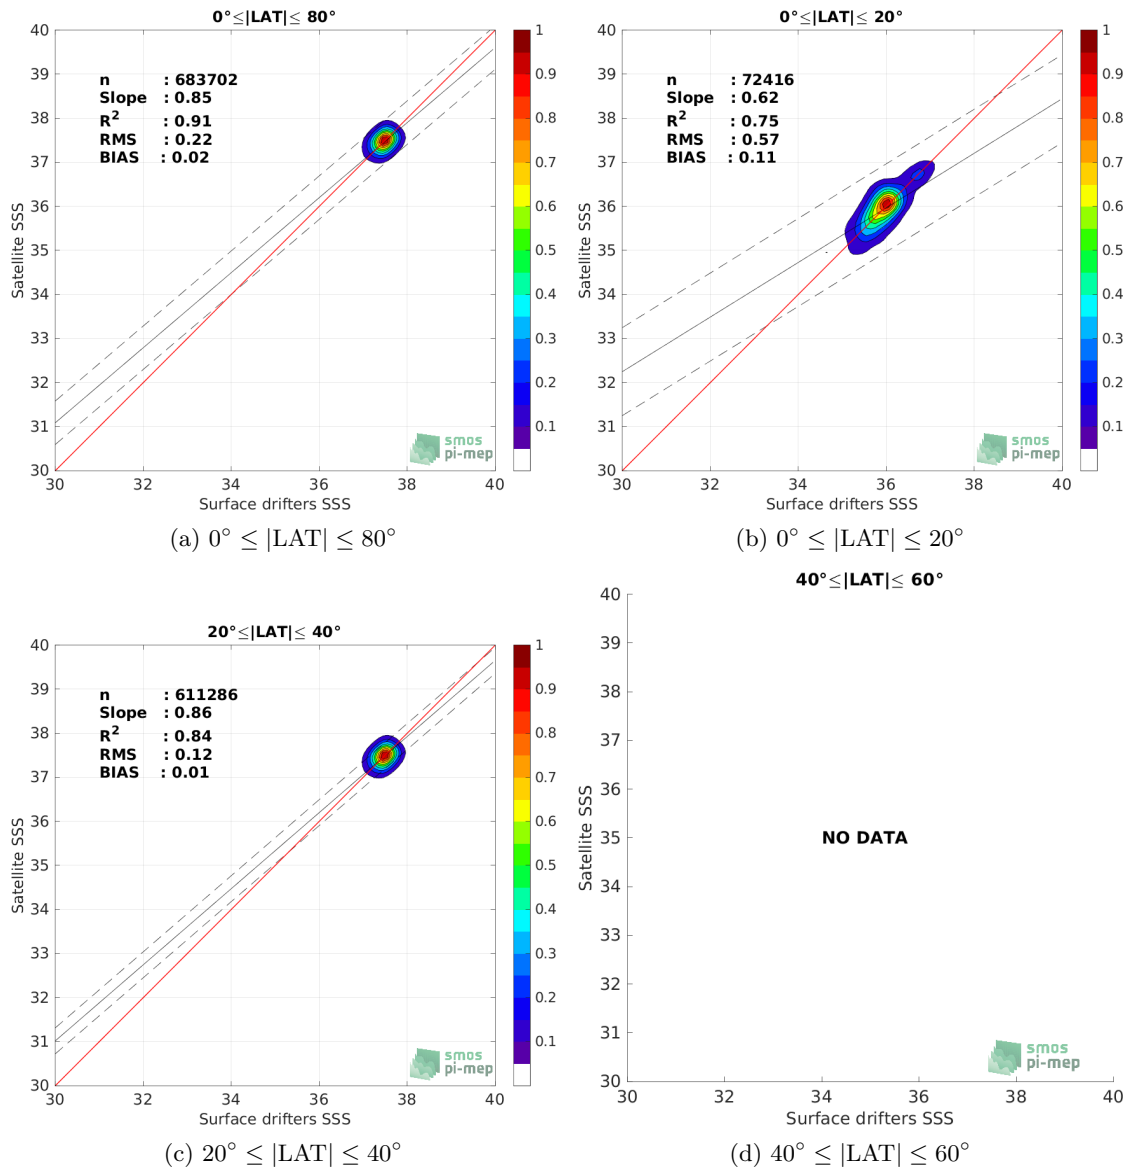 0°≤|LAT|≤ 80°
40
39
38
37
36
35
34
33
32
31
30
Satellite SSS
n : 683702
Slope : 0.85
R2 : 0.91
RMS : 0.22
BIAS : 0.02
smos
pi-mep
30 32 34 36 38 40
Surface drifters SSS
1
0.9
0.8
0.7
0.6
0.5
0.4
0.3
0.2
0.1
(a) 0° ≤ |LAT| ≤ 80°
0°≤|LAT|≤ 20°
40
39
38
37
36
35
34
33
32
31
30
Satellite SSS
n : 72416
Slope : 0.62
R2 : 0.75
RMS : 0.57
BIAS : 0.11
smos
pi-mep
30 32 34 36 38 40
Surface drifters SSS
1
0.9
0.8
0.7
0.6
0.5
0.4
0.3
0.2
0.1
(b) 0° ≤ |LAT| ≤ 20°
20°≤|LAT|≤ 40°
40
39
38
37
36
35
34
33
32
31
30
Satellite SSS
n : 611286
Slope : 0.86
R2 : 0.84
RMS : 0.12
BIAS : 0.01
smos
pi-mep
30 32 34 36 38 40
Surface drifters SSS
1
0.9
0.8
0.7
0.6
0.5
0.4
0.3
0.2
0.1
(c) 20° ≤ |LAT| ≤ 40°
40°≤|LAT|≤ 60°
40
39
38
37
36
35
34
33
32
31
30
Satellite SSS
NO DATA
smos
pi-mep
30 32 34 36 38 40
Surface drifters SSS
(d) 40° ≤ |LAT| ≤ 60°